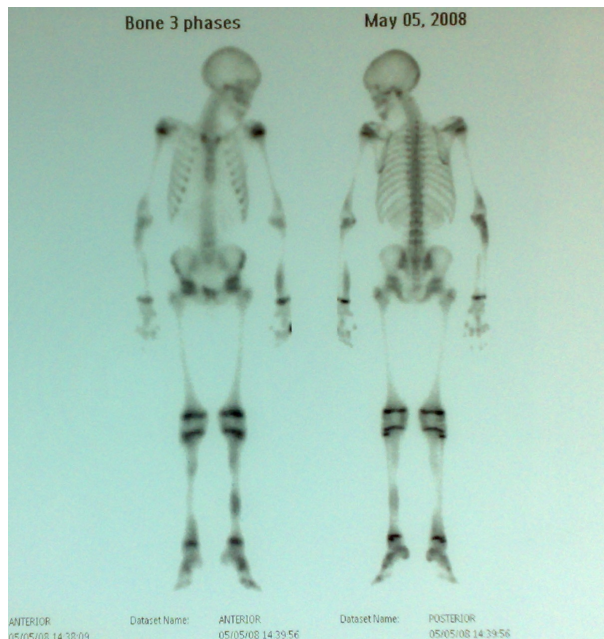 Bone 3 phases
May 05, 2008
ANTERIOR
05/05/08 14:38:09
Dataset Name:
ANTERIOR
05/05/08 14:39:56
Dataset Name:
POSTERIOR
05/05/08 14:39:56